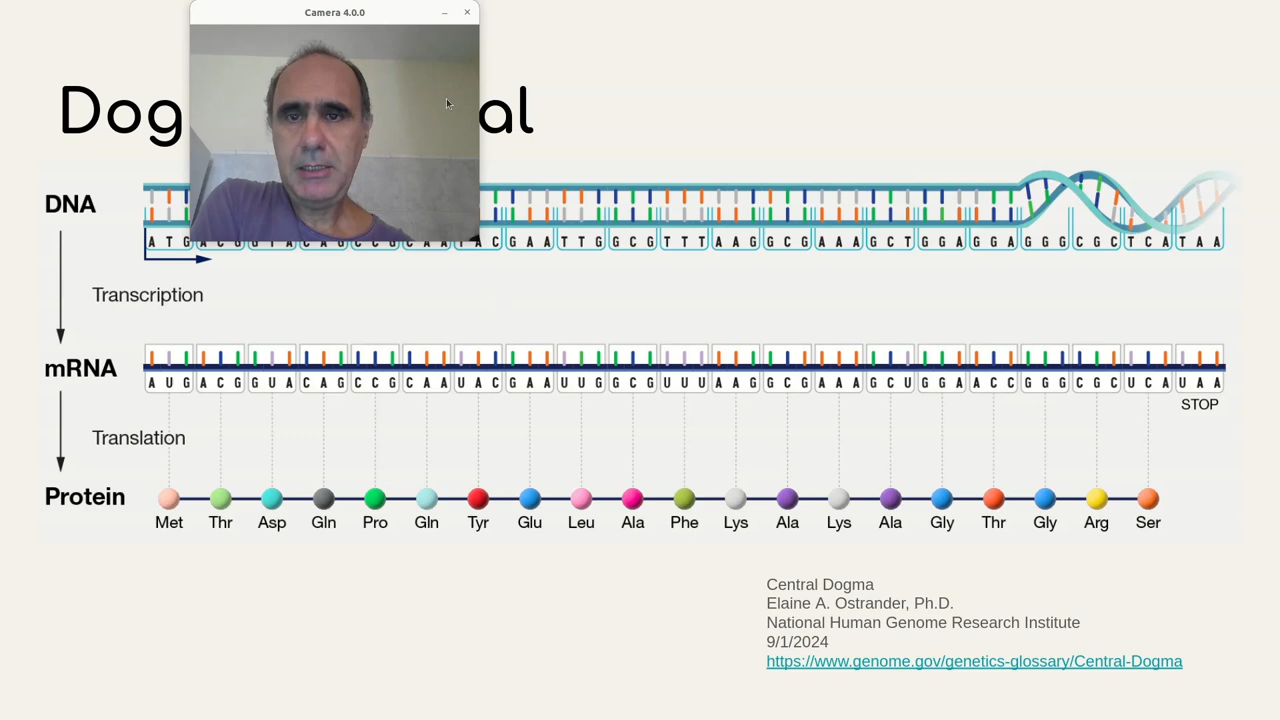 Camera 4.0.0
Dog al
DNA
A T G A C G G T A C A G C C G C A A T A C G A A T T G G C G T T T A A G G C G A A A G C T G G A G G A G G G C G C T C A T A A
Transcription
mRNA
A U G A C G G U A C A G C C G C A A U A C G A A U U G G C G U U U A A G G C G A A A G C U G G A A C C G G G C G C U C A U A A
STOP
Translation
Protein
Met Thr Asp Gln Pro Gln Tyr Glu Leu Ala Phe Lys Ala Lys Ala Gly Thr Gly Arg Ser
Central Dogma
Elaine A. Ostrander, Ph.D.
National Human Genome Research Institute
9/1/2024
https://www.genome.gov/genetics-glossary/Central-Dogma